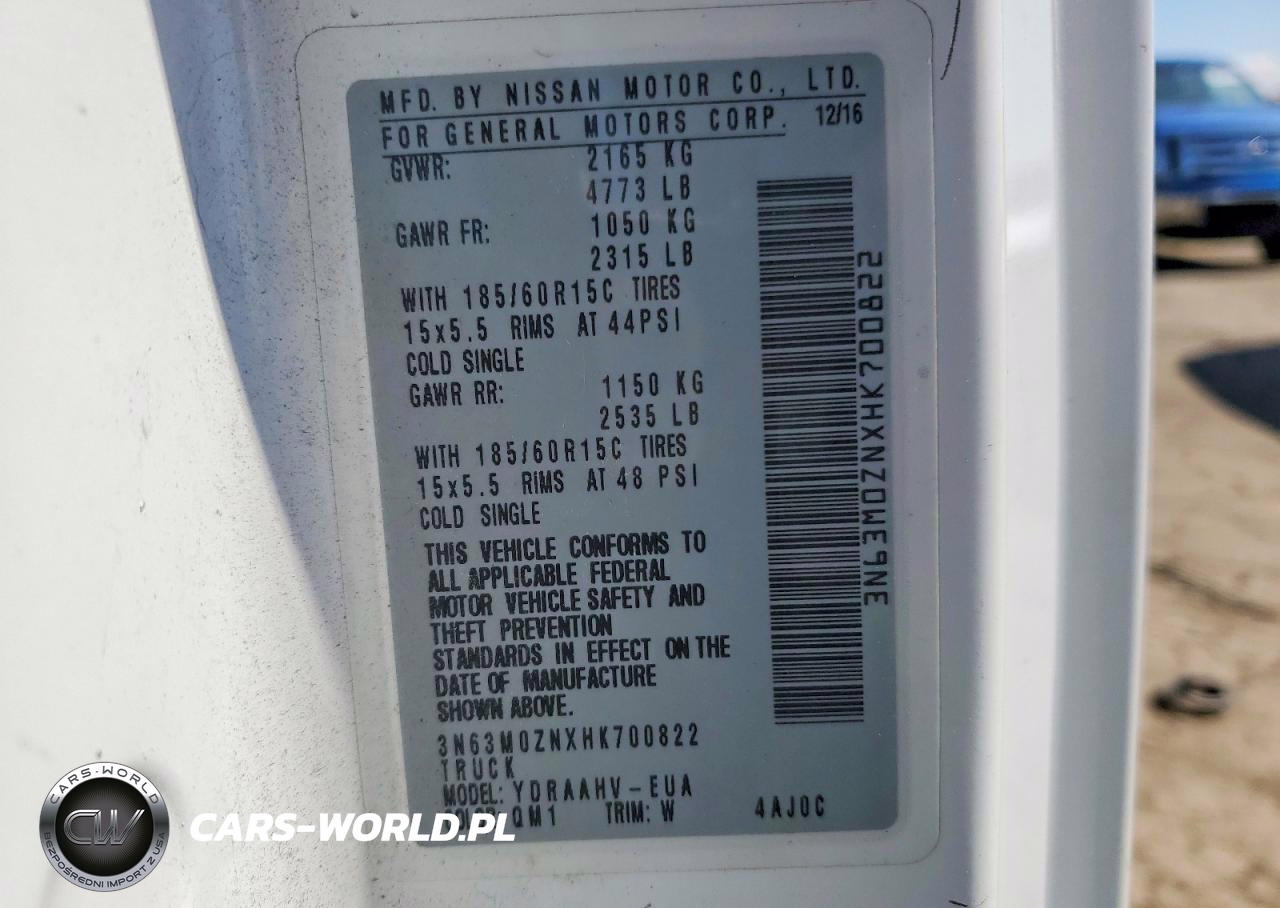 MFD. BY NISSAN MOTOR CO., LTD.
FOR GENERAL MOTORS CORP. 12/16
GVWR: 2165 KG
4773 LB
GAWR FR: 1050 KG
2315 LB
WITH 185/60R15C TIRES
15x5.5 RIMS AT 44PSI
COLD SINGLE
GAWR RR: 1150 KG
2535 LB
WITH 185/60R15C TIRES
15x5.5 RIMS AT 48 PSI
COLD SINGLE
THIS VEHICLE CONFORMS TO
ALL APPLICABLE FEDERAL
MOTOR VEHICLE SAFETY AND
THEFT PREVENTION
STANDARDS IN EFFECT ON THE
DATE OF MANUFACTURE
SHOWN ABOVE.
3N63M0ZNXHK700822
TRUCK
MODEL: YDRAAHV-EUA
COLOR: QM1 TRIM: W 4AJ0C
3N63M0ZNXHK700822
CARS-WORLD
CW
BEZPOŚREDNI IMPORT Z USA
CARS-WORLD.PL